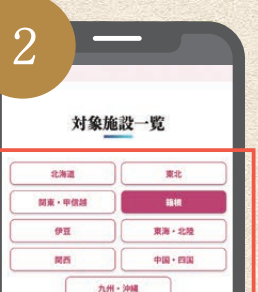 2
対象施設一覧
北海道 東北
関東・甲信越 箱根
伊豆 東海・北陸
関西 中国・四国
九州・沖縄